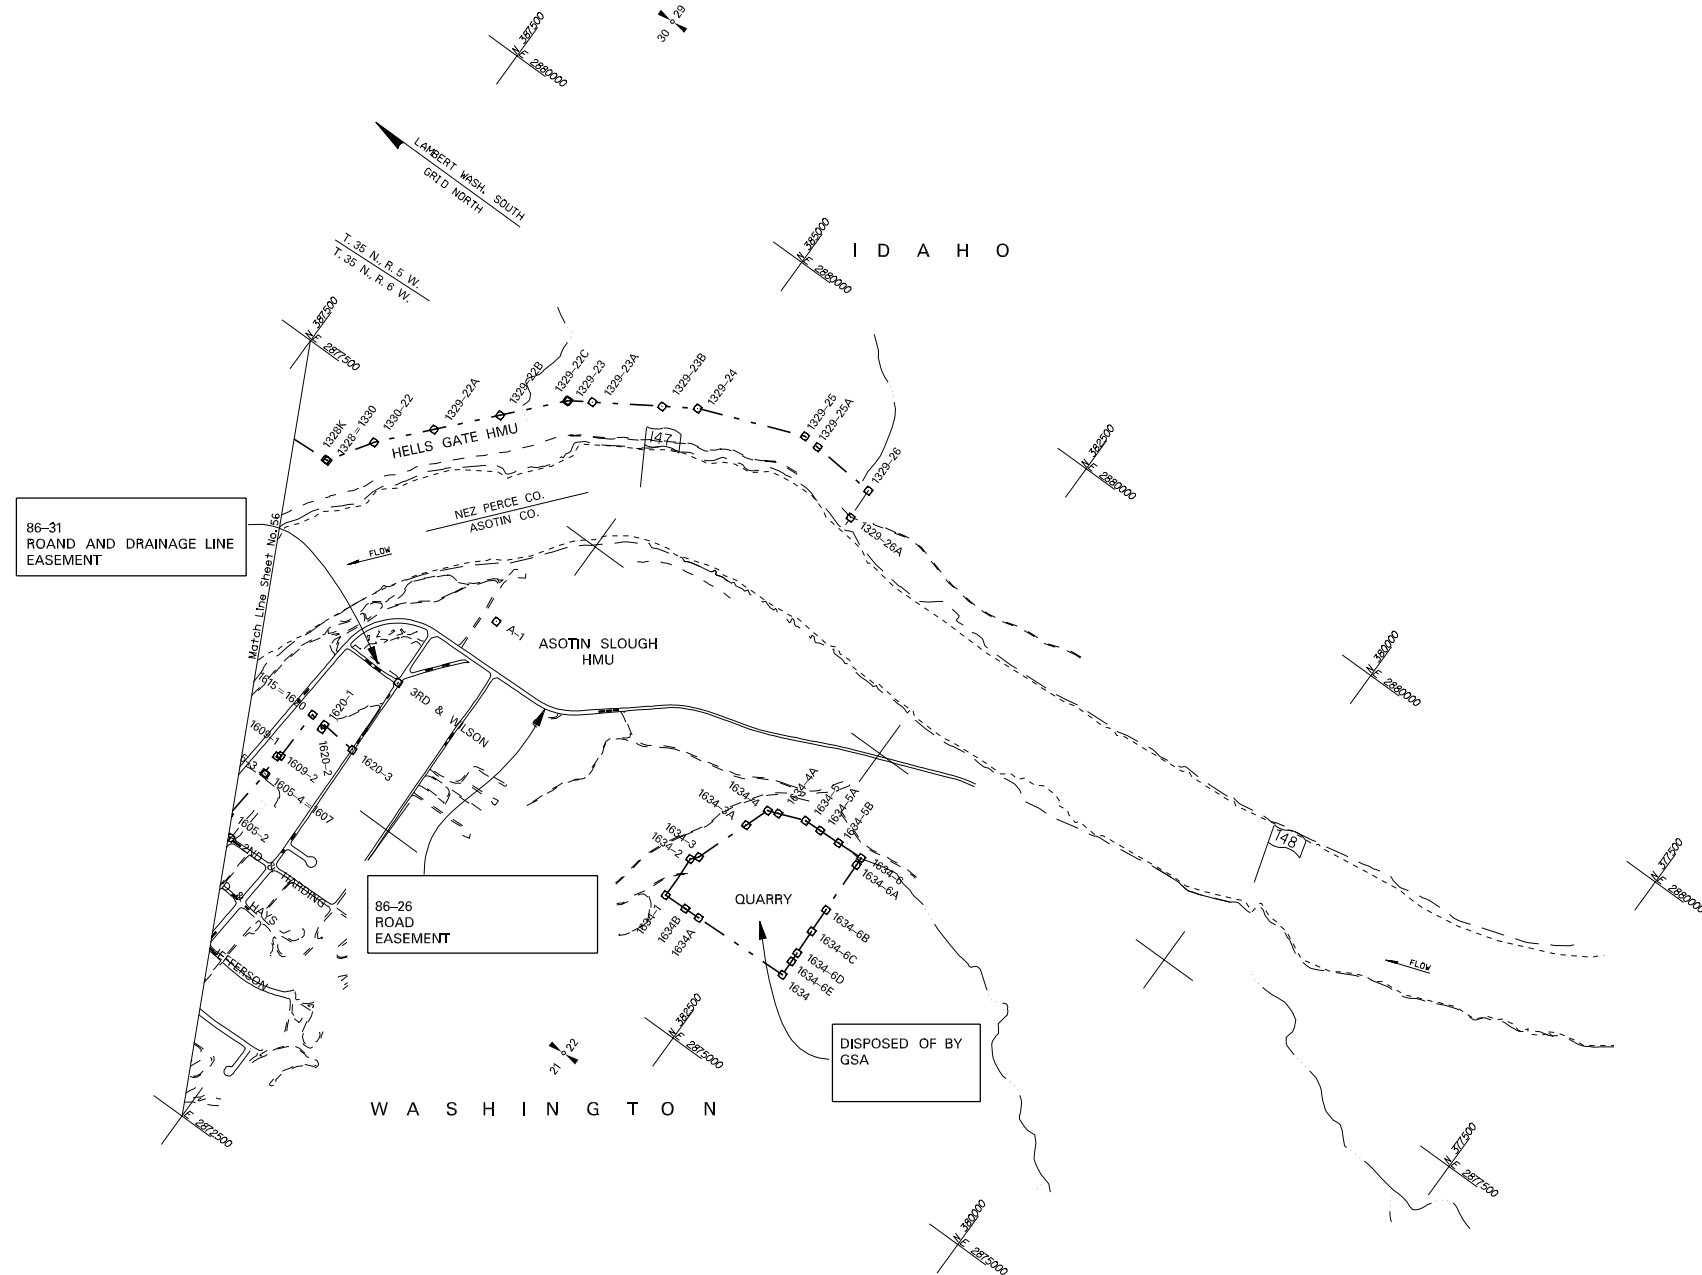 N 387500
E 2880000
30 29
LAMBERT WASH. SOUTH
GRID NORTH
T. 35 N., R. 5 W.
T. 35 N., R. 6 W.
N 385000
E 2880000
I D A H O
N 387500
E 2877500
1328K
1328=1330
1330-22
1329-22A
1329-22B
1329-22C
1329-23
1329-23A
1329-23B
1329-24
1329-25
1329-25A
1329-26
1329-26A
HELLS GATE HMU
147
N 382500
E 2880000
NEZ PERCE CO.
ASOTIN CO.
FLOW
86-31
ROAND AND DRAINAGE LINE
EASEMENT
Match Line Sheet No. 56
A-1
ASOTIN SLOUGH
HMU
N 380000
E 2880000
1615=1620
1620-1
1620-2
1620-3
3RD & WILSON
1609-1
1609-2
1605-4=1607
1605-2
2ND & HARDING
& HAYS
JEFFERSON
86-26
ROAD
EASEMENT
1634-4A
1634-5
1634-5A
1634-5B
1634-4
1634-3A
1634-3
1634-2
1634-1
1634B
1634A
1634-6
1634-6A
1634-6B
1634-6C
1634-6D
1634-6E
1634
QUARRY
148
N 377500
E 2880000
FLOW
DISPOSED OF BY
GSA
N 382500
E 2875000
21 22
W A S H I N G T O N
E 2872500
N 377500
E 2877500
N 380000
E 2875000